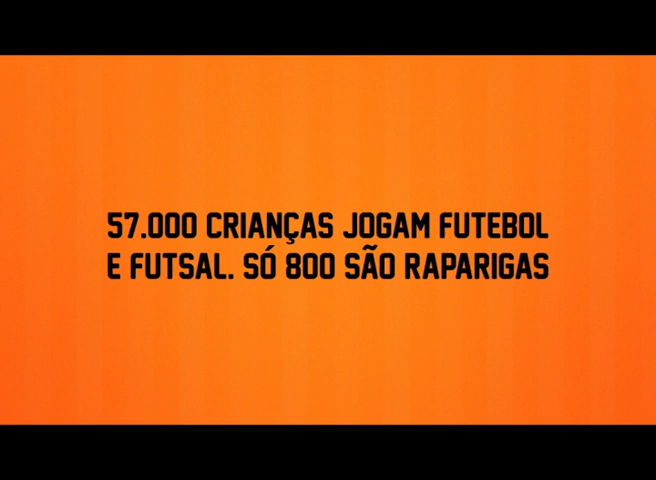 57.000 CRIANÇAS JOGAM FUTEBOL
E FUTSAL. SÓ 800 SÃO RAPARIGAS